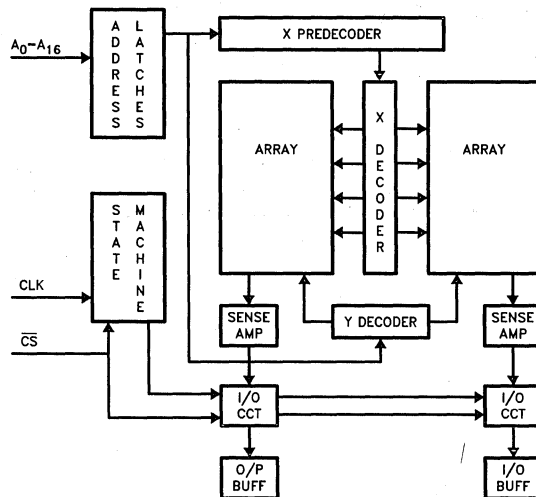 A0-A16
ADDRESS
LATCHES
X PREDECODER
ARRAY
X DECODER
ARRAY
STATE
MACHINE
CLK
C̅S̅
SENSE
AMP
Y DECODER
SENSE
AMP
I/O
CCT
I/O
CCT
O/P
BUFF
I/O
BUFF